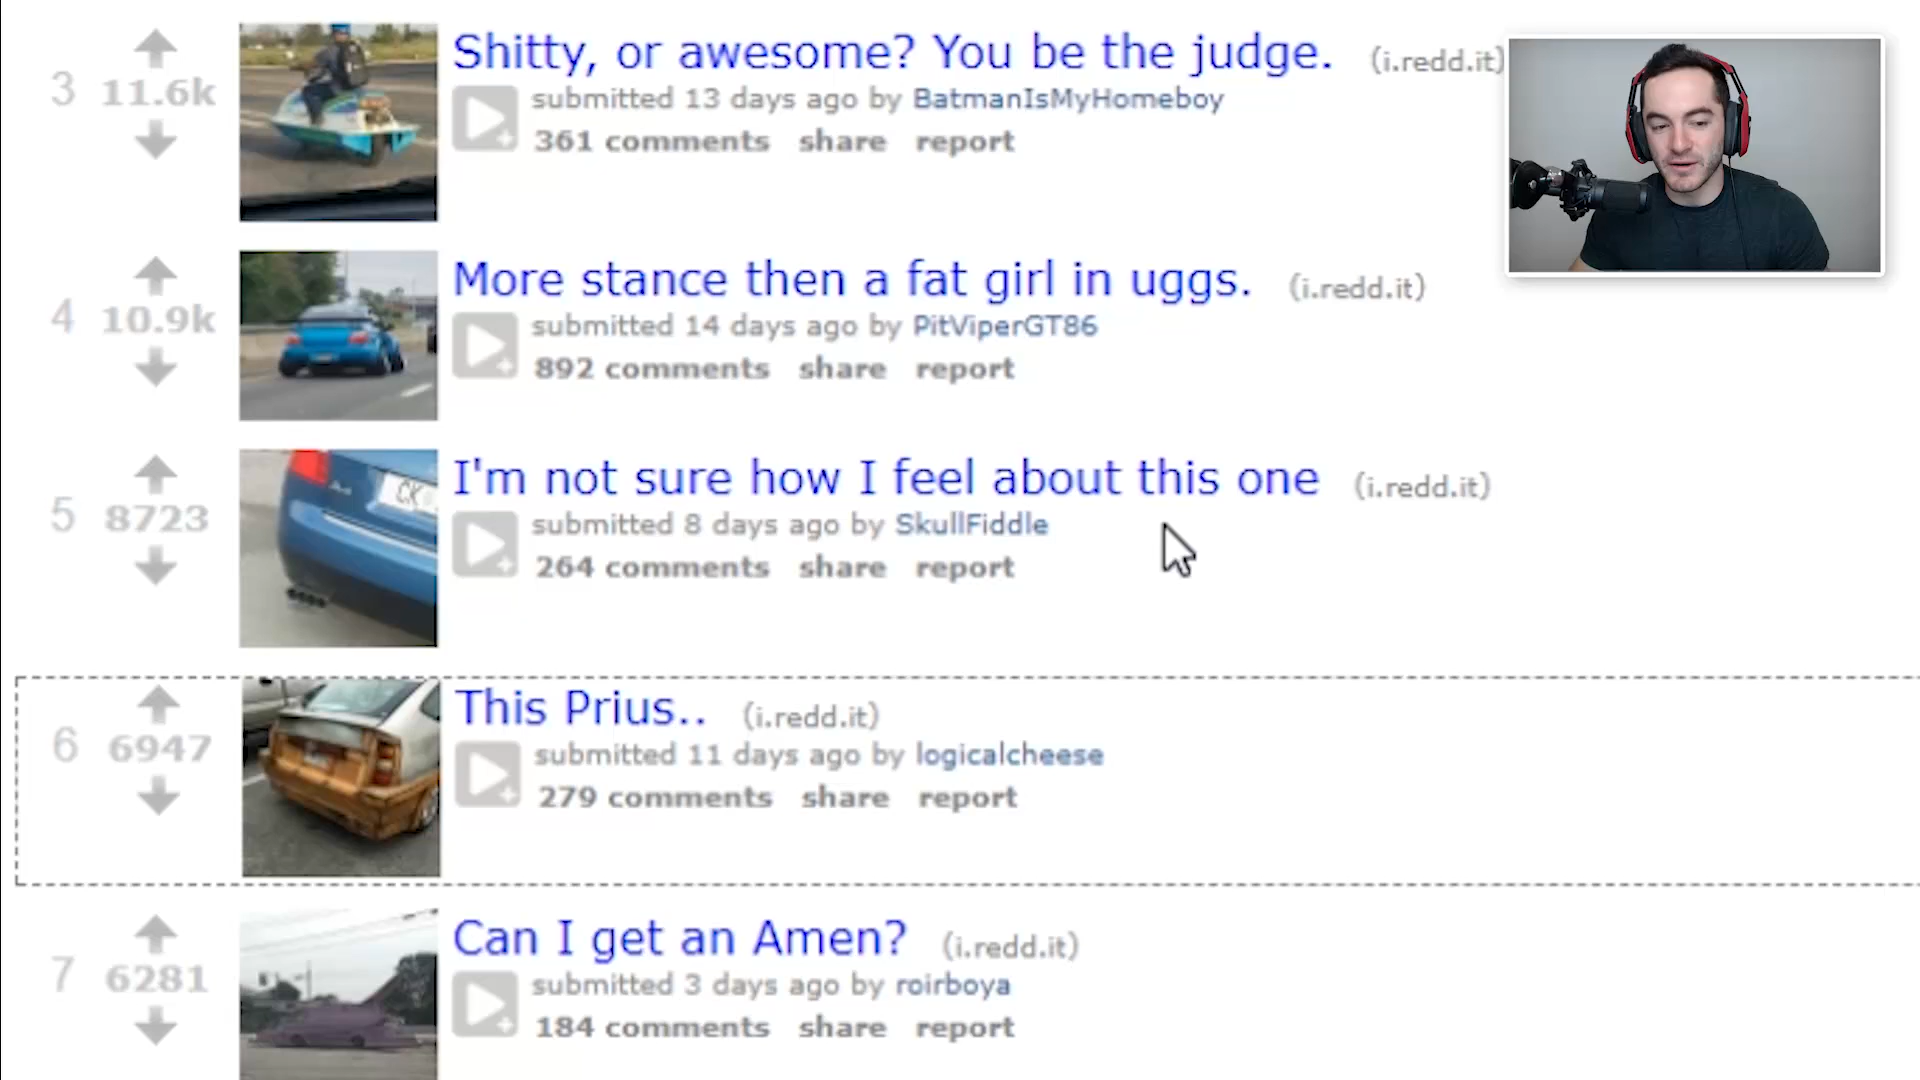 3 11.6k Shitty, or awesome? You be the judge. (i.redd.it)
submitted 13 days ago by BatmanIsMyHomeboy
361 comments share report
4 10.9k More stance then a fat girl in uggs. (i.redd.it)
submitted 14 days ago by PitViperGT86
892 comments share report
5 8723 I'm not sure how I feel about this one (i.redd.it)
submitted 8 days ago by SkullFiddle
264 comments share report
6 6947 This Prius.. (i.redd.it)
submitted 11 days ago by logicalcheese
279 comments share report
7 6281 Can I get an Amen? (i.redd.it)
submitted 3 days ago by roirboya
184 comments share report